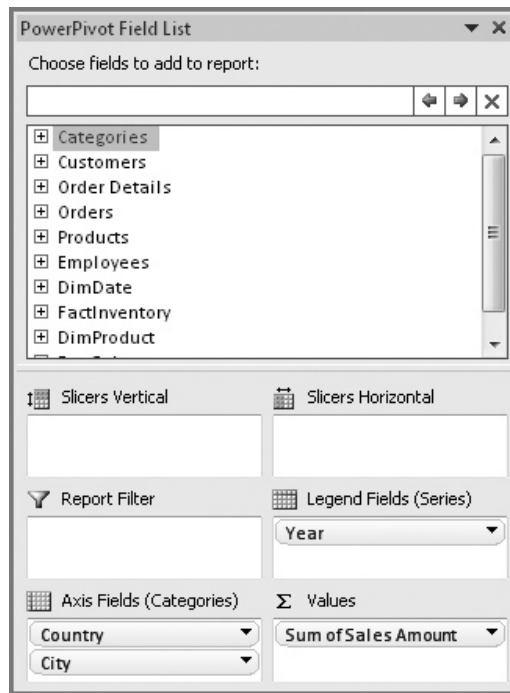 PowerPivot Field List
Choose fields to add to report:
Categories
Customers
Order Details
Orders
Products
Employees
DimDate
FactInventory
DimProduct
Slicers Vertical
Slicers Horizontal
Report Filter
Legend Fields (Series)
Year
Axis Fields (Categories)
Σ Values
Country
Sum of Sales Amount
City